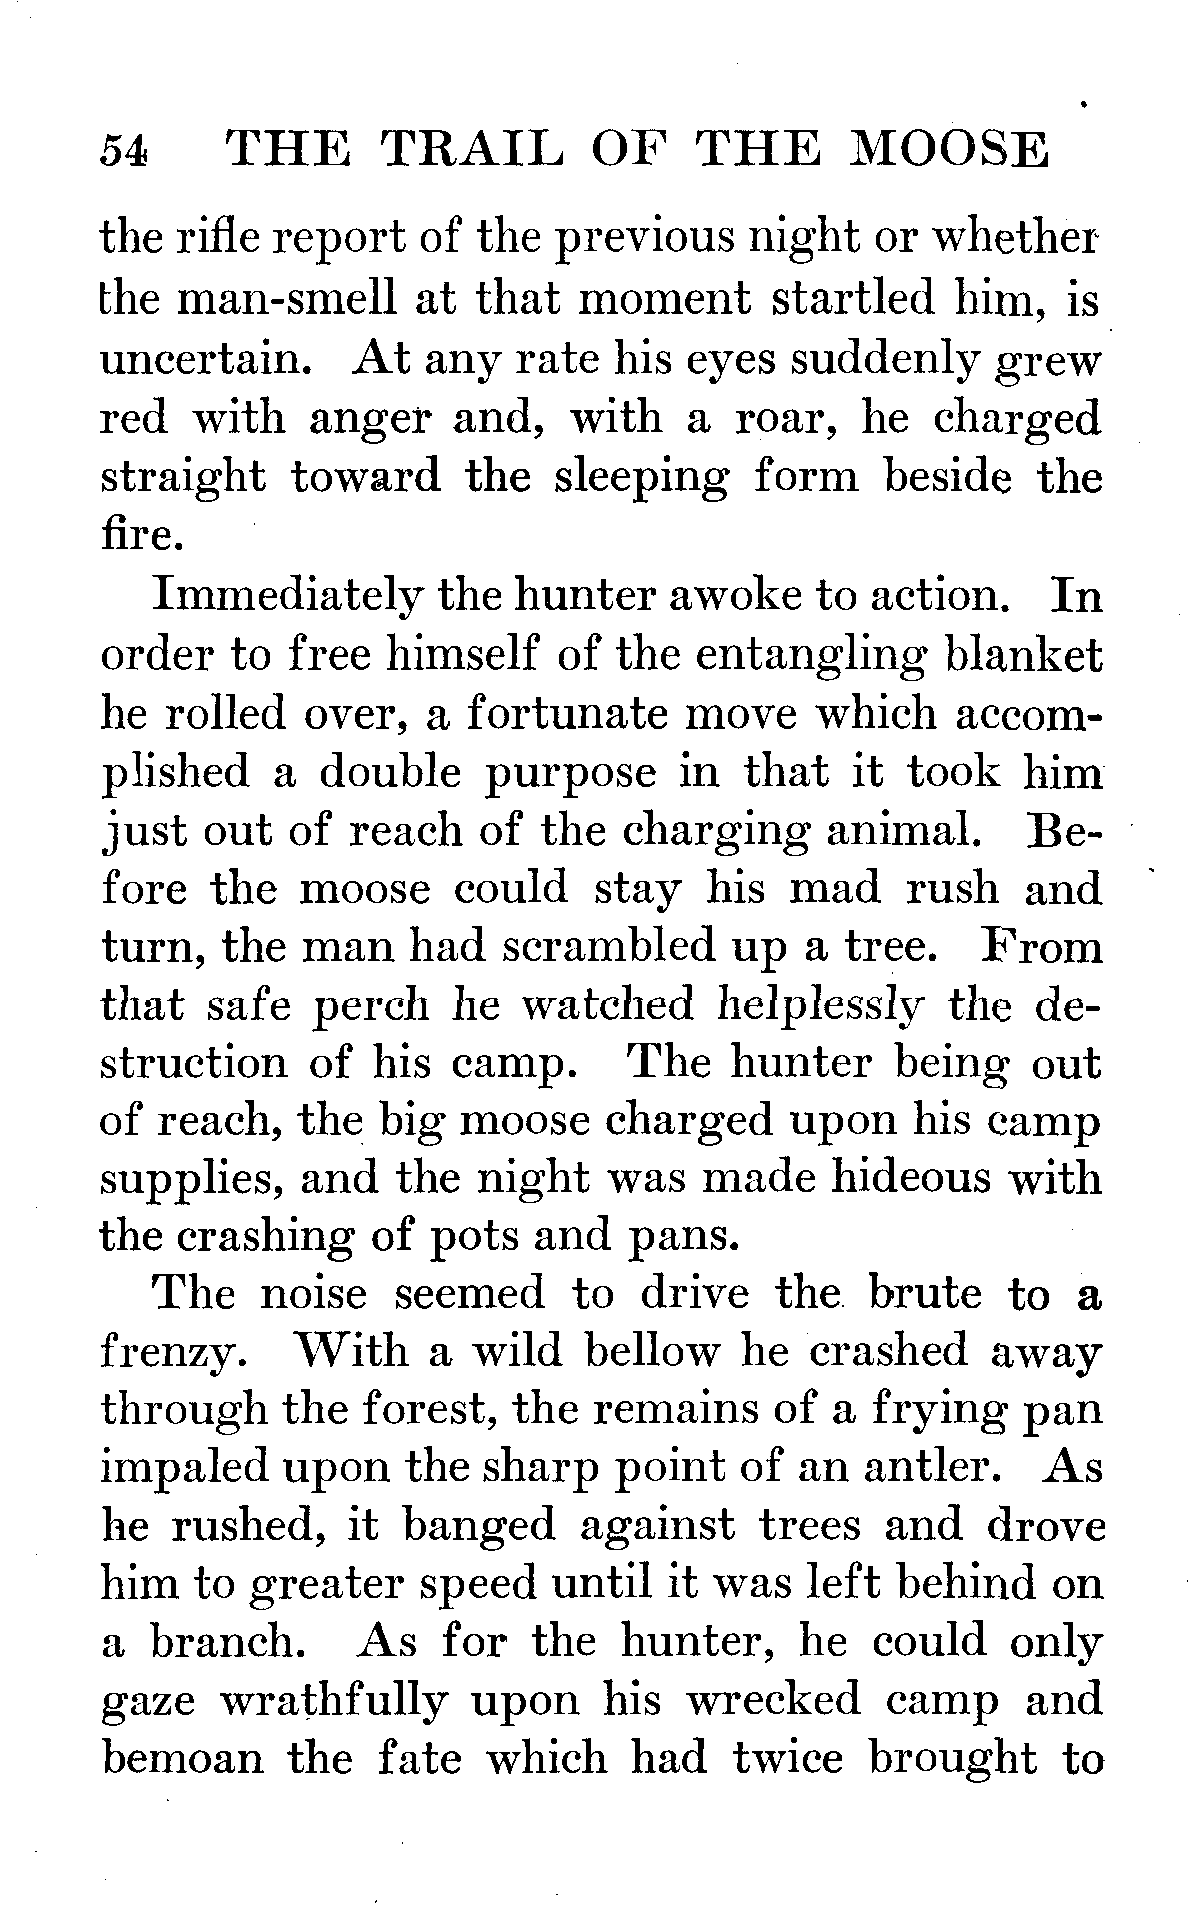 54 THE TRAIL OF THE MOOSE
the rifle report of the previous night or whether
the man-smell at that moment startled him, is
uncertain. At any rate his eyes suddenly grew
red with anger and, with a roar, he charged
straight toward the sleeping form beside the
fire.
Immediately the hunter awoke to action. In
order to free himself of the entangling blanket
he rolled over, a fortunate move which accom-
plished a double purpose in that it took him
just out of reach of the charging animal. Be-
fore the moose could stay his mad rush and
turn, the man had scrambled up a tree. From
that safe perch he watched helplessly the de-
struction of his camp. The hunter being out
of reach, the big moose charged upon his camp
supplies, and the night was made hideous with
the crashing of pots and pans.
The noise seemed to drive the brute to a
frenzy. With a wild bellow he crashed away
through the forest, the remains of a frying pan
impaled upon the sharp point of an antler. As
he rushed, it banged against trees and drove
him to greater speed until it was left behind on
a branch. As for the hunter, he could only
gaze wrathfully upon his wrecked camp and
bemoan the fate which had twice brought to